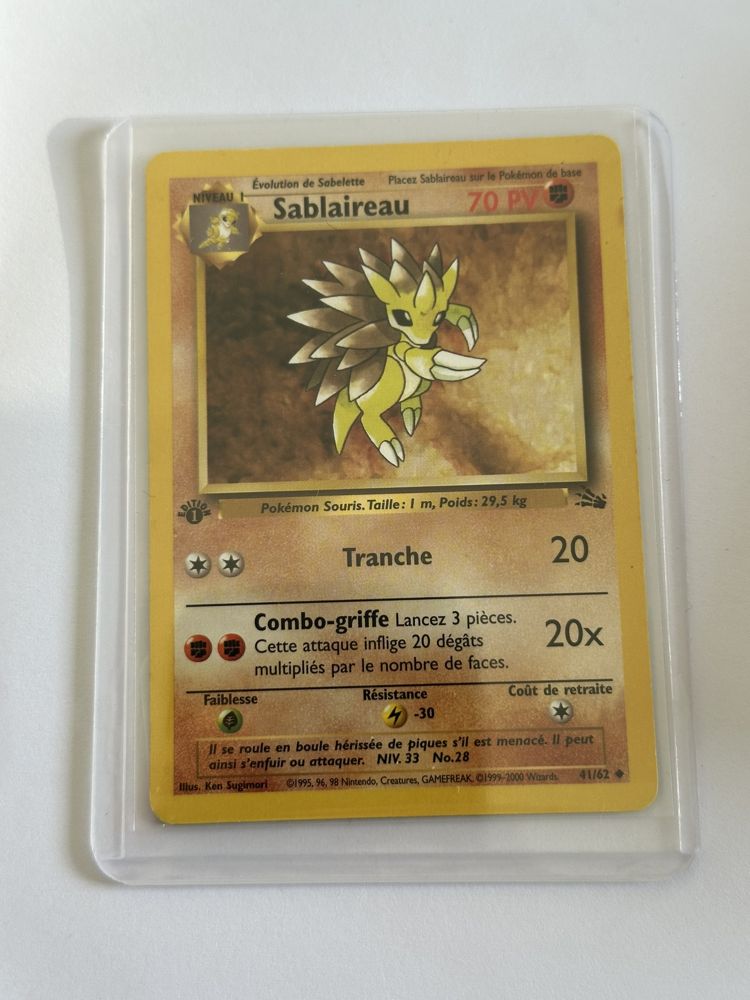 Évolution de Sabelette
Placez Sablaireau sur le Pokémon de base
NIVEAU 1
Sablaireau
70 PV
Pokémon Souris. Taille: 1 m, Poids: 29,5 kg
EDITION
1
Tranche
20
Combo-griffe Lancez 3 pièces.
Cette attaque inflige 20 dégâts
multipliés par le nombre de faces.
20x
Faiblesse
Résistance
Coût de retraite
-30
Il se roule en boule hérissée de piques s'il est menacé. Il peut
ainsi s'enfuir ou attaquer. NIV. 33 No.28
Illus. Ken Sugimori
©1995, 96, 98 Nintendo, Creatures, GAMEFREAK. ©1999-2000 Wizards.
41/62